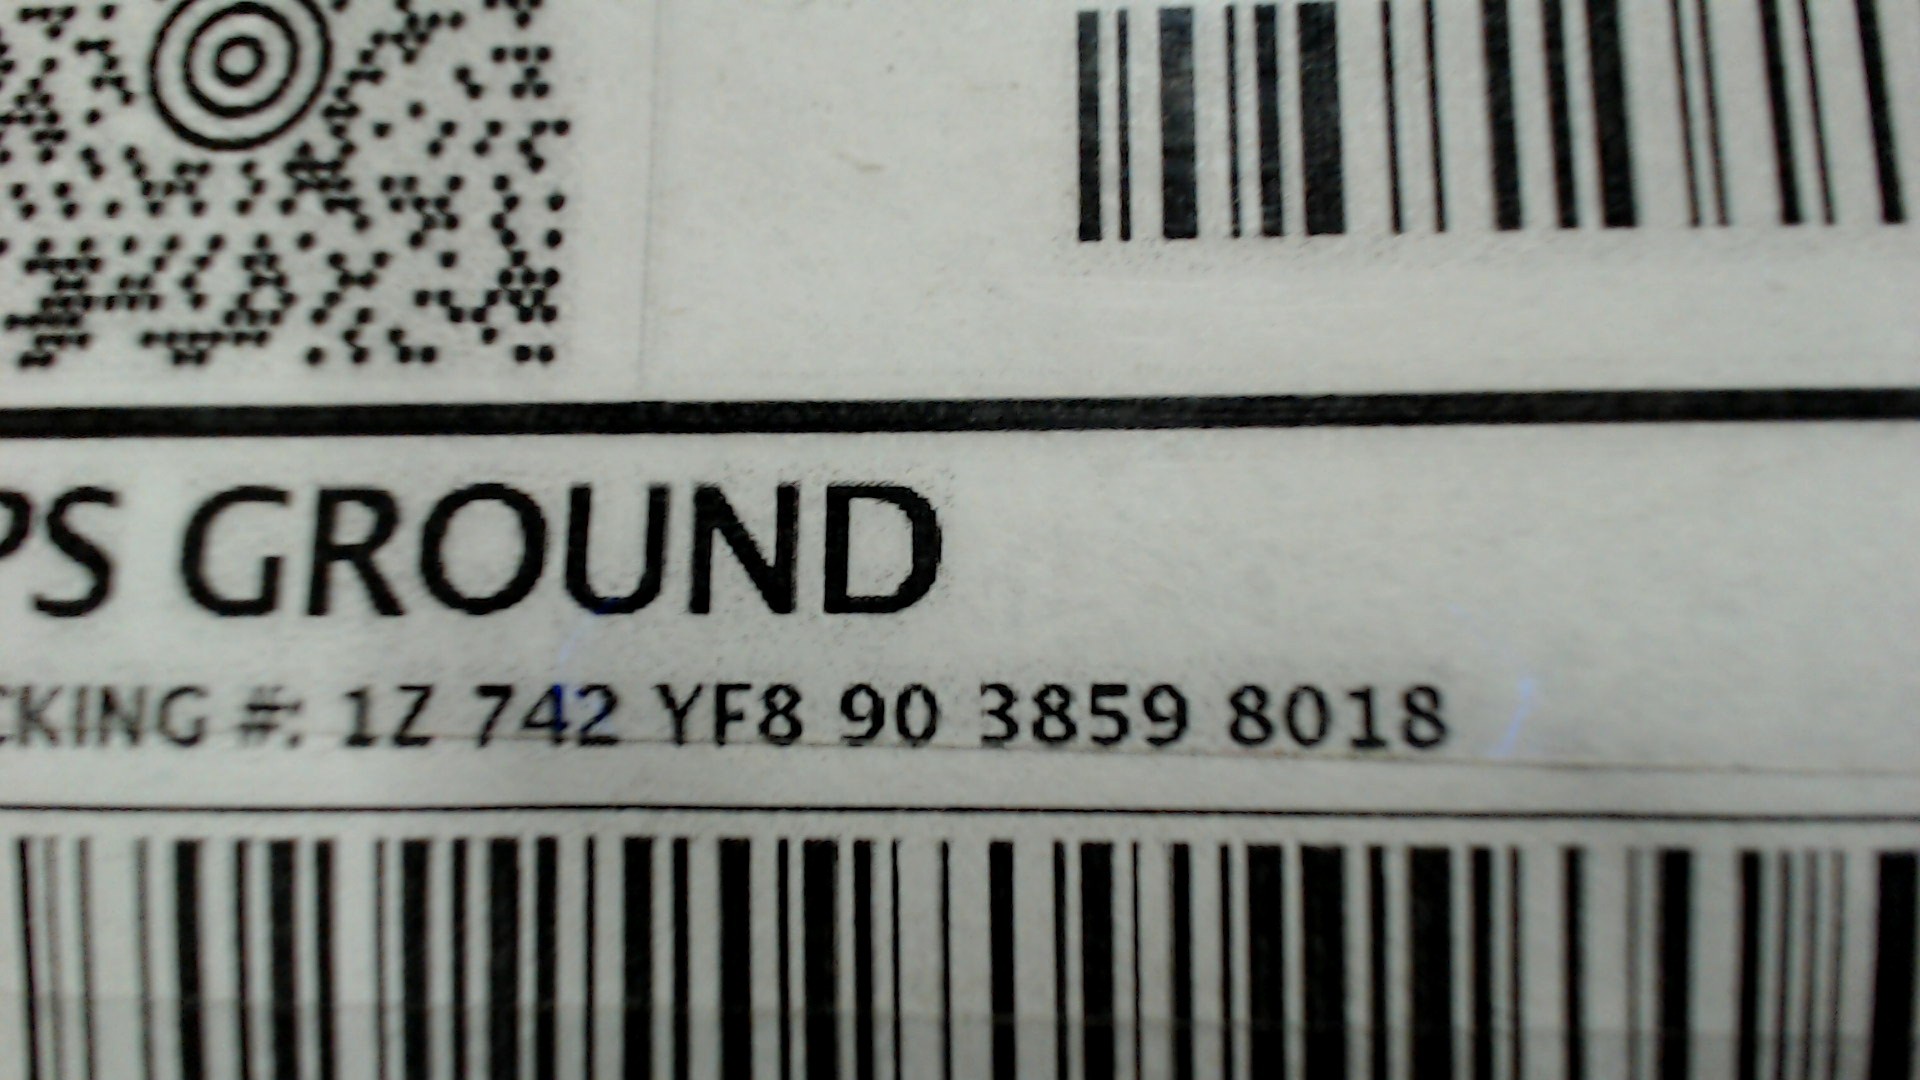 PS GROUND
CKING #: 1Z 742 YF8 90 3859 8018